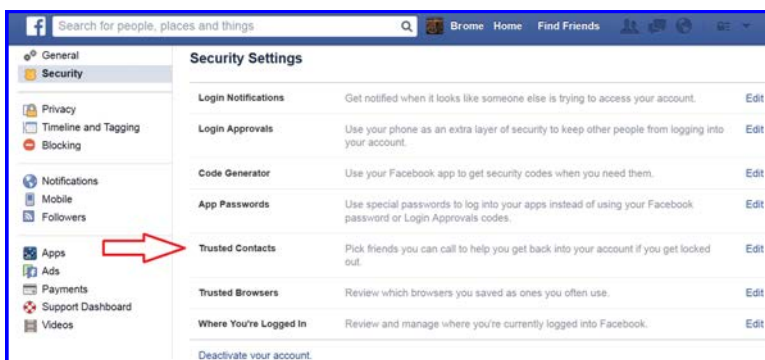 f Search for people, places and things Brome Home Find Friends
General
Security
Privacy
Timeline and Tagging
Blocking
Notifications
Mobile
Followers
Apps
Ads
Payments
Support Dashboard
Videos
Security Settings
Login Notifications Get notified when it looks like someone else is trying to access your account. Edit
Login Approvals Use your phone as an extra layer of security to keep other people from logging into Edit
your account.
Code Generator Use your Facebook app to get security codes when you need them. Edit
App Passwords Use special passwords to log into your apps instead of using your Facebook Edit
password or Login Approvals codes.
Trusted Contacts Pick friends you can call to help you get back into your account if you get locked Edit
out.
Trusted Browsers Review which browsers you saved as ones you often use. Edit
Where You're Logged In Review and manage where you're currently logged into Facebook. Edit
Deactivate your account.